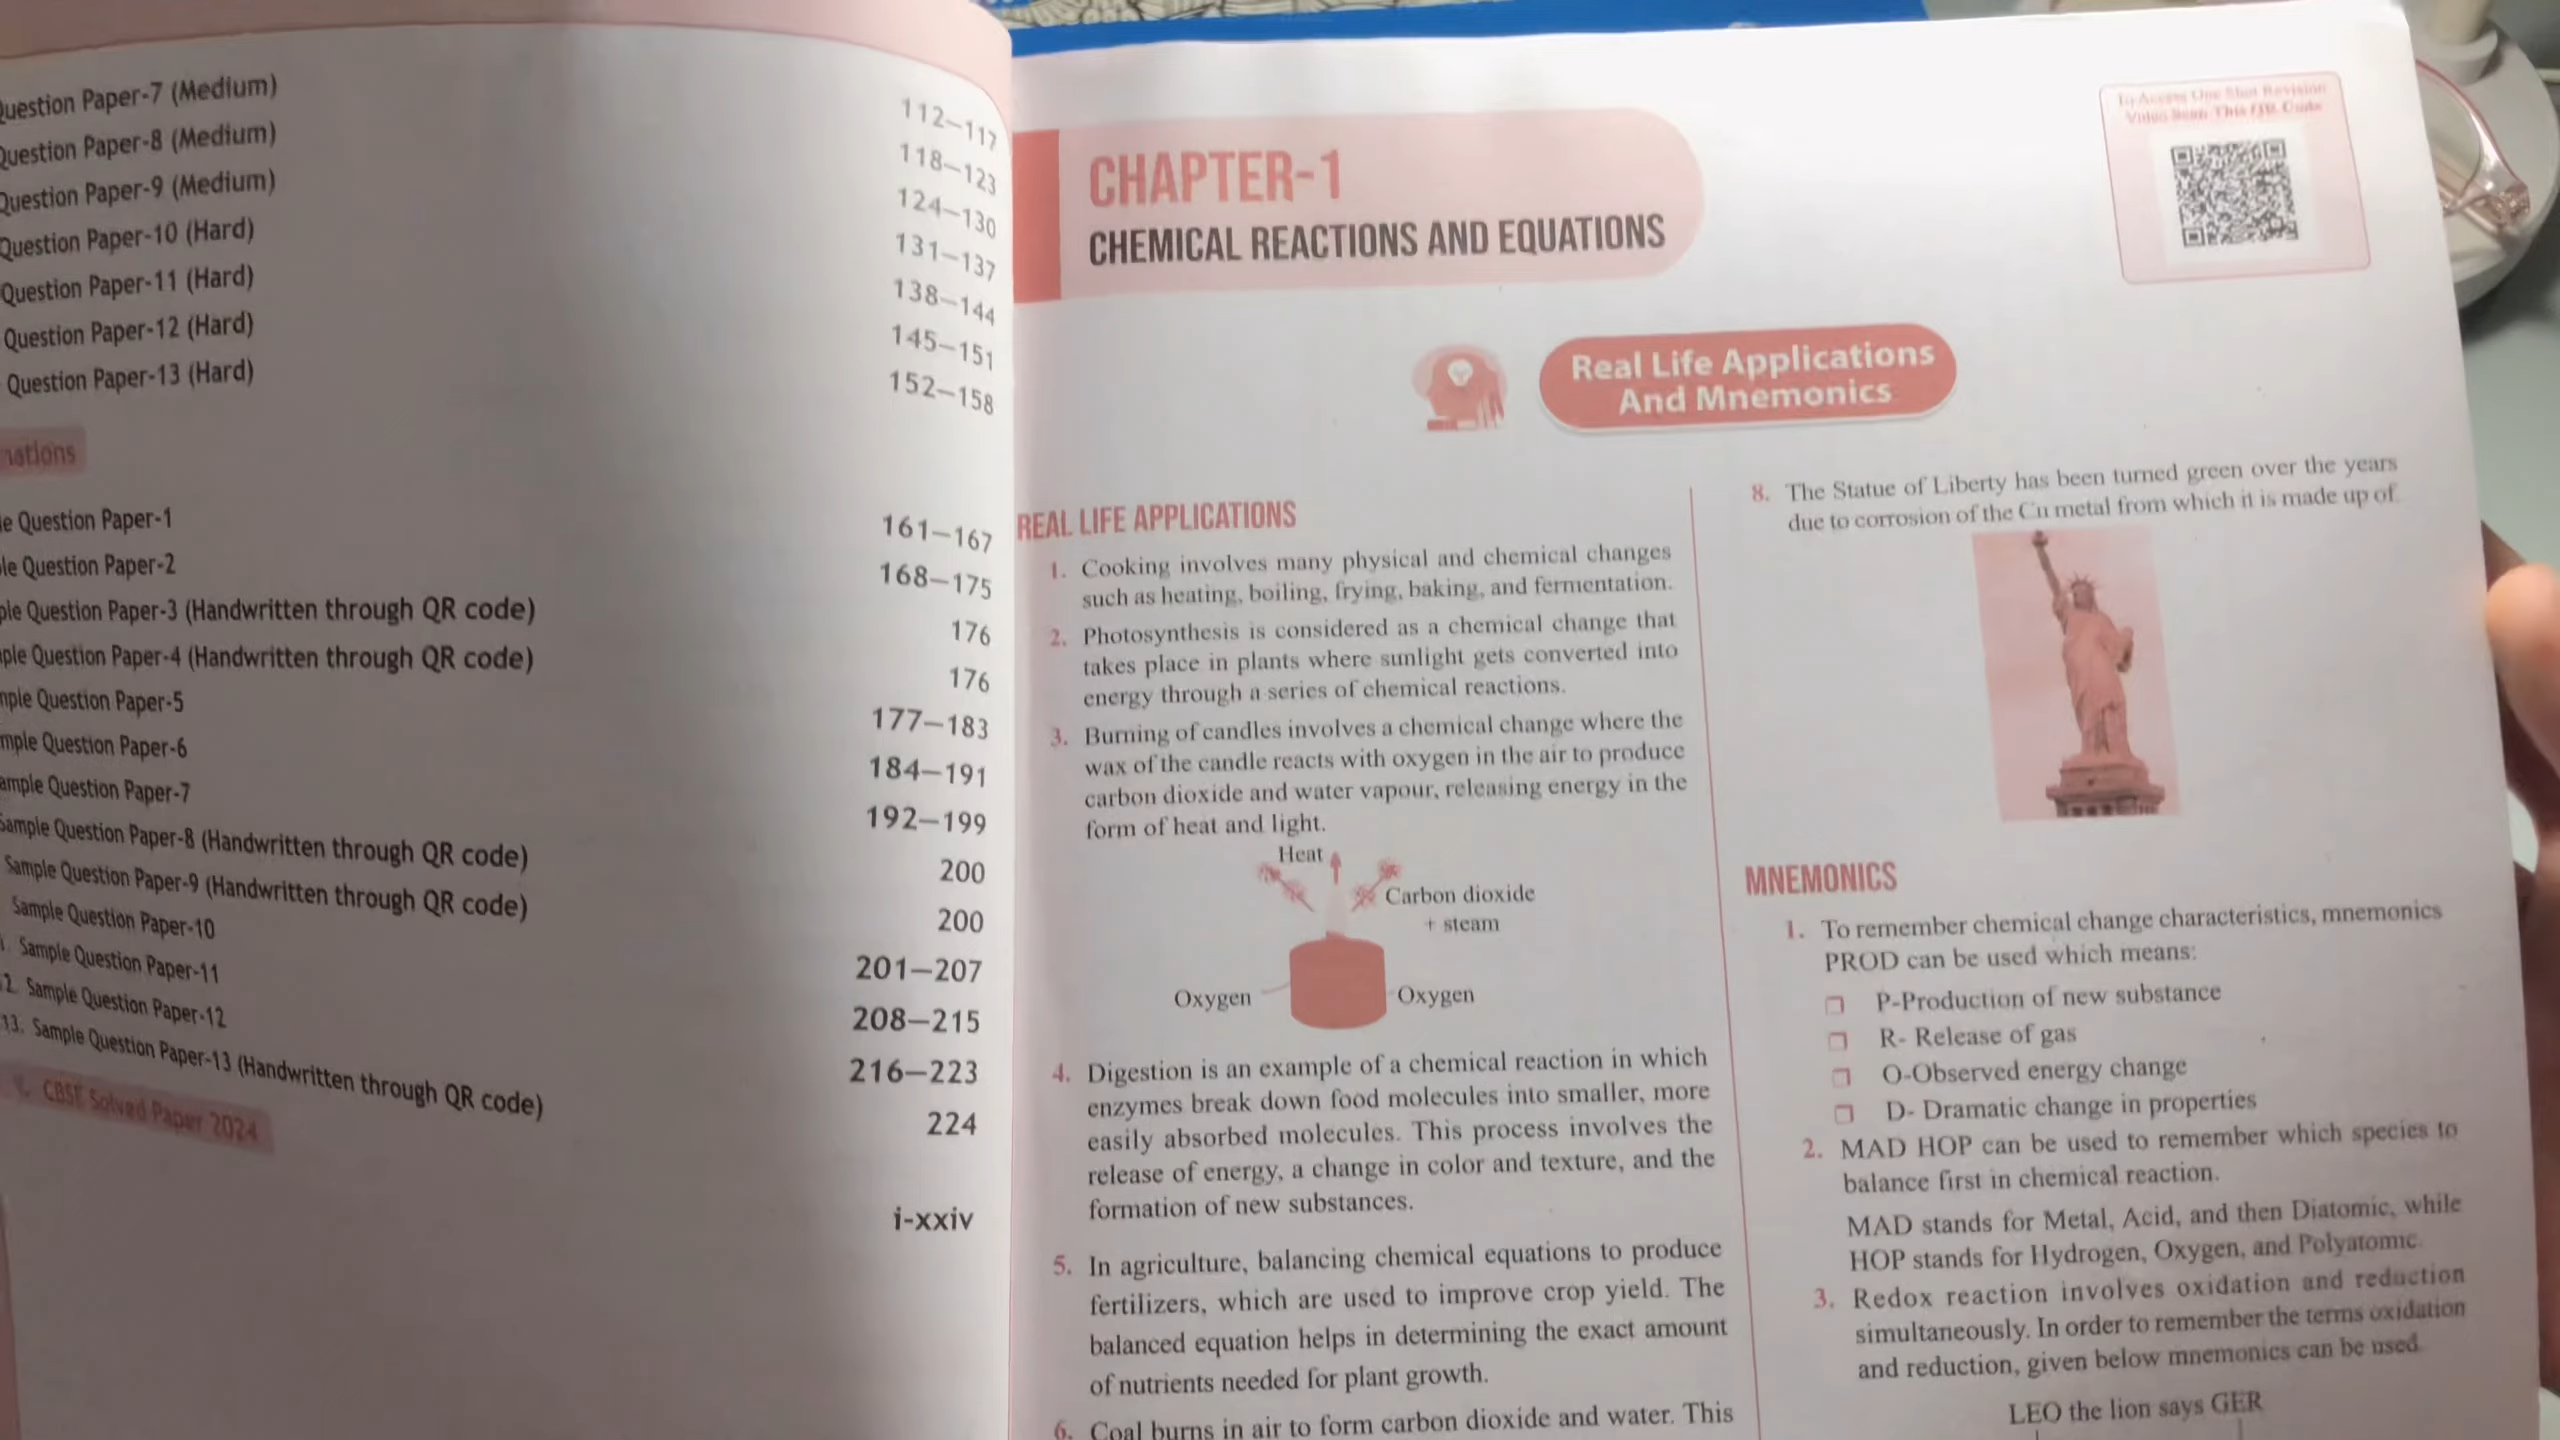 Question Paper-7 (Medium) 112–117
Question Paper-8 (Medium) 118–123
Question Paper-9 (Medium) 124–130
Question Paper-10 (Hard) 131–137
Question Paper-11 (Hard) 138–144
Question Paper-12 (Hard) 145–151
Question Paper-13 (Hard) 152–158
Question Paper-1 161–167
Question Paper-2 168–175
Question Paper-3 (Handwritten through QR code) 176
Question Paper-4 (Handwritten through QR code) 176
Question Paper-5 177–183
Question Paper-6 184–191
Question Paper-7 192–199
Sample Question Paper-8 (Handwritten through QR code) 200
Sample Question Paper-9 (Handwritten through QR code) 200
Sample Question Paper-10 201–207
Sample Question Paper-11 208–215
Sample Question Paper-12 216–223
13. Sample Question Paper-13 (Handwritten through QR code) 224
CBSE Solved Paper 2024 i-xxiv
To Access One Shot Revision
Video Scan This QR Code
CHAPTER-1
CHEMICAL REACTIONS AND EQUATIONS
Real Life Applications
And Mnemonics
REAL LIFE APPLICATIONS
1. Cooking involves many physical and chemical changes
such as heating, boiling, frying, baking, and fermentation.
2. Photosynthesis is considered as a chemical change that
takes place in plants where sunlight gets converted into
energy through a series of chemical reactions.
3. Burning of candles involves a chemical change where the
wax of the candle reacts with oxygen in the air to produce
carbon dioxide and water vapour, releasing energy in the
form of heat and light.
Heat
Carbon dioxide
+ steam
Oxygen Oxygen
4. Digestion is an example of a chemical reaction in which
enzymes break down food molecules into smaller, more
easily absorbed molecules. This process involves the
release of energy, a change in color and texture, and the
formation of new substances.
5. In agriculture, balancing chemical equations to produce
fertilizers, which are used to improve crop yield. The
balanced equation helps in determining the exact amount
of nutrients needed for plant growth.
6. Coal burns in air to form carbon dioxide and water. This
8. The Statue of Liberty has been turned green over the years
due to corrosion of the Cu metal from which it is made up of.
MNEMONICS
1. To remember chemical change characteristics, mnemonics
PROD can be used which means:
P-Production of new substance
R- Release of gas
O-Observed energy change
D- Dramatic change in properties
2. MAD HOP can be used to remember which species to
balance first in chemical reaction.
MAD stands for Metal, Acid, and then Diatomic, while
HOP stands for Hydrogen, Oxygen, and Polyatomic.
3. Redox reaction involves oxidation and reduction
simultaneously. In order to remember the terms oxidation
and reduction, given below mnemonics can be used.
LEO the lion says GER